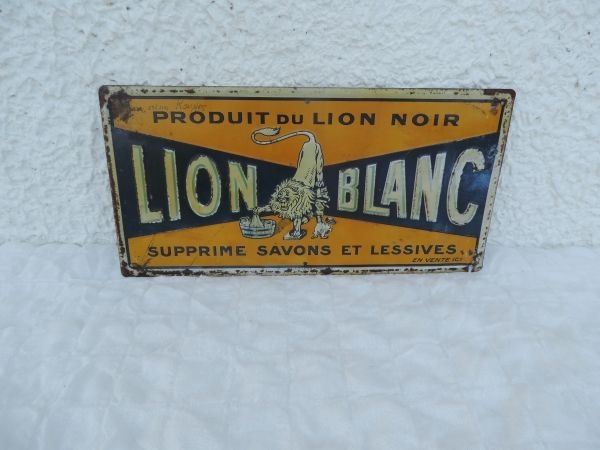 PRODUIT DU LION NOIR
LION BLANC
SUPPRIME SAVONS ET LESSIVES.
EN VENTE ICI